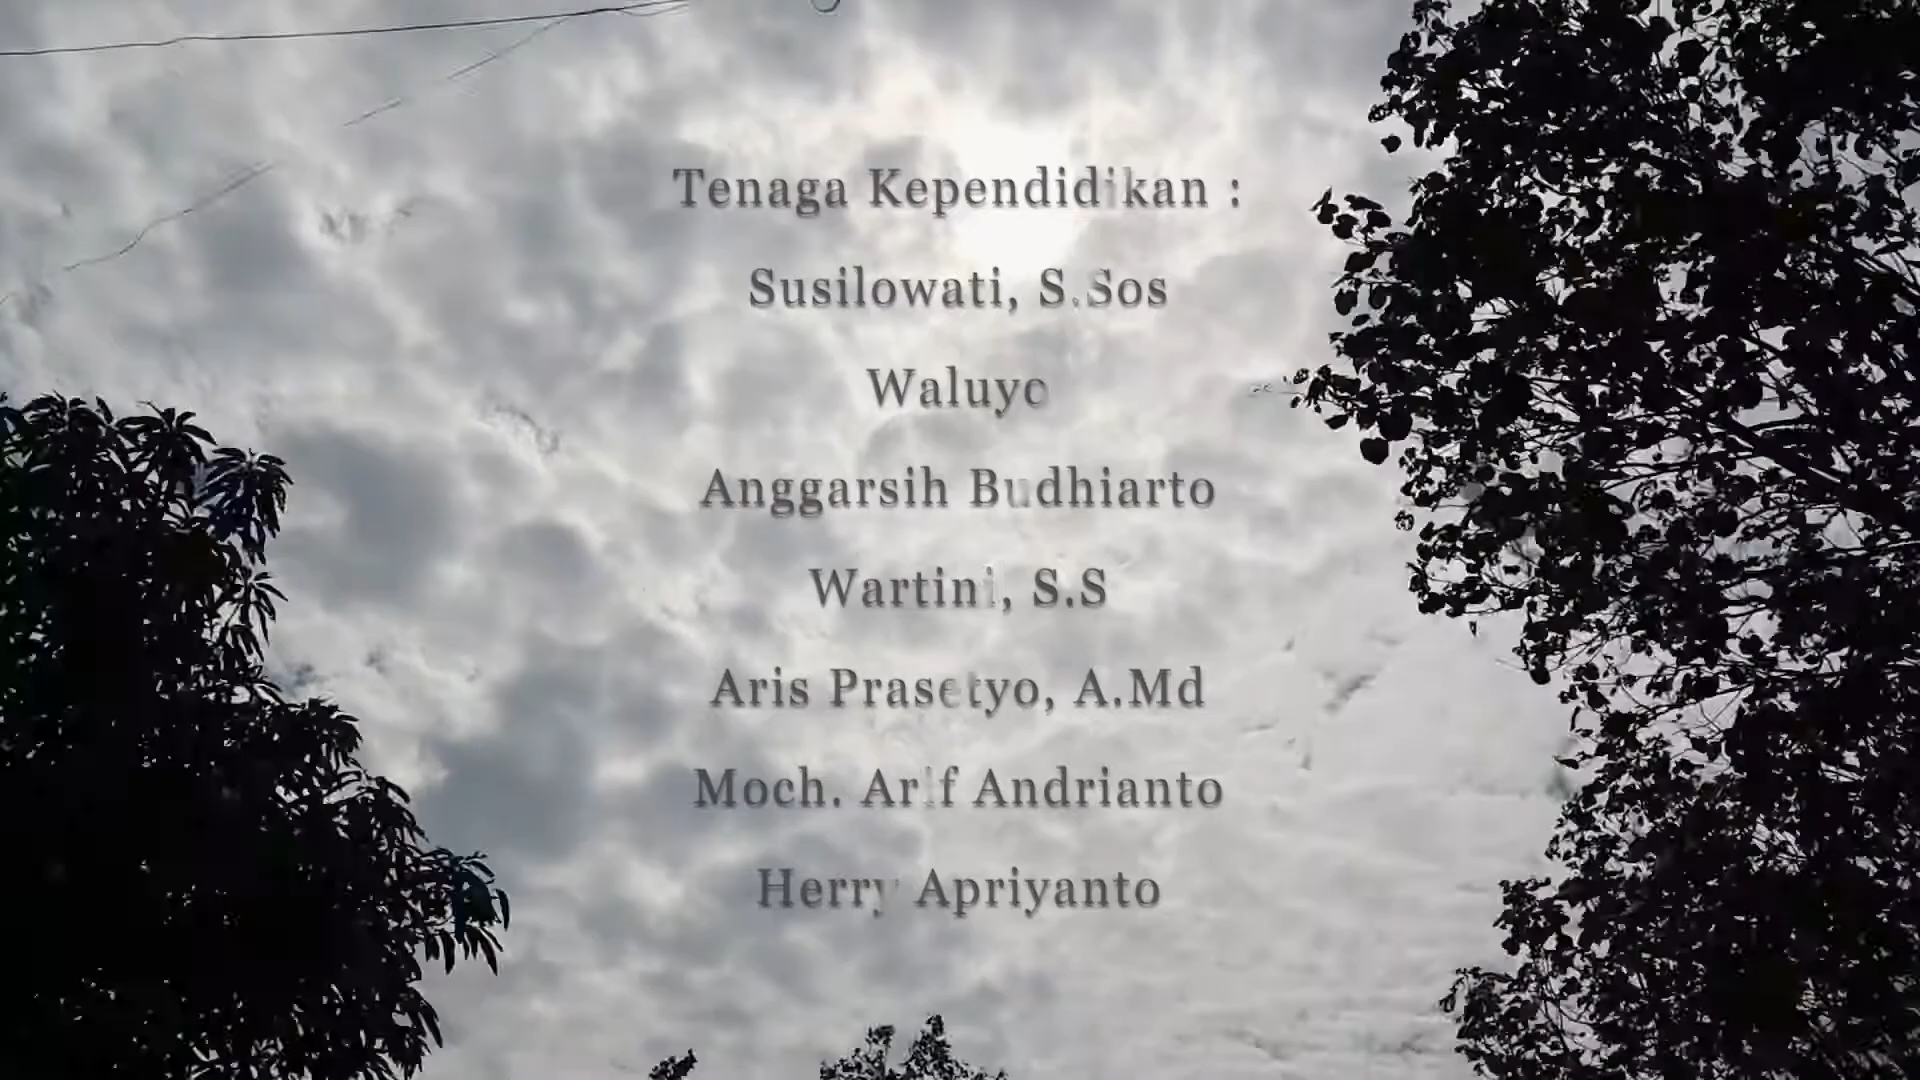 Tenaga Kependidikan :
Susilowati, S.Sos
Waluyo
Anggarsih Budhiarto
Wartini, S.S
Aris Prasetyo, A.Md
Moch. Arif Andrianto
Herry Apriyanto